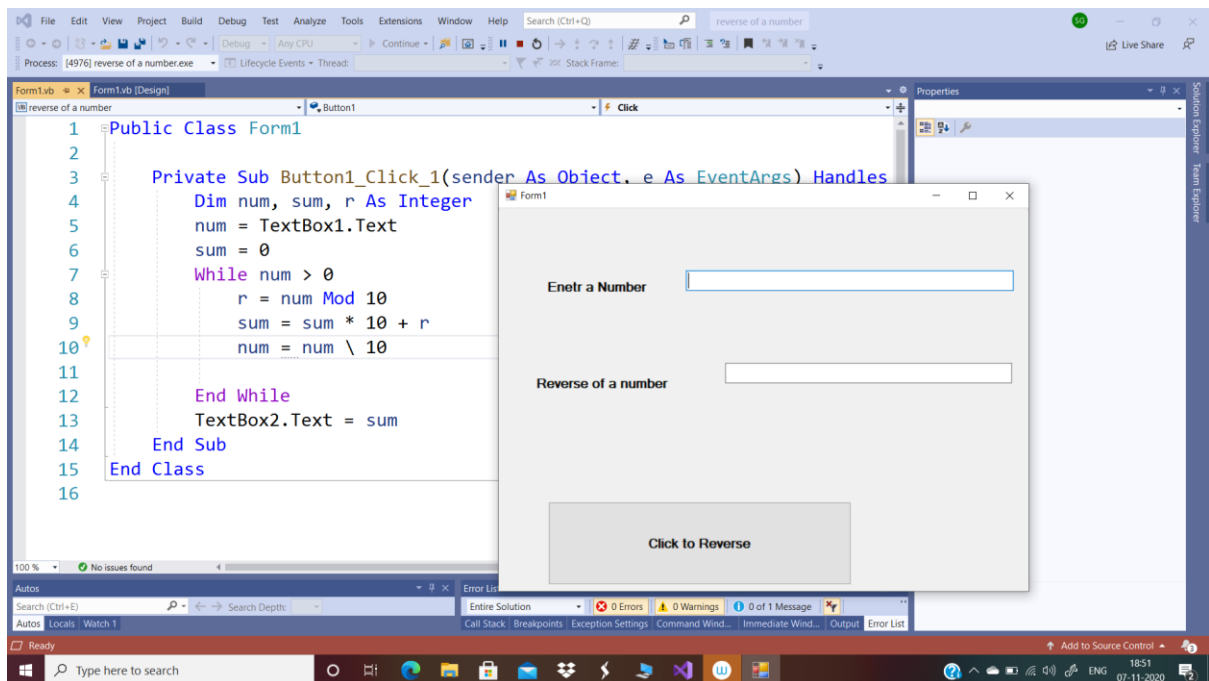 File Edit View Project Build Debug Test Analyze Tools Extensions Window Help Search (Ctrl+Q) reverse of a number SG
Debug Any CPU Continue Live Share
Process: [4976] reverse of a number.exe Lifecycle Events Thread: Stack Frame:
Form1.vb Form1.vb [Design] Properties
reverse of a number Button1 Click
Solution Explorer
Team Explorer
1 Public Class Form1
2
3 Private Sub Button1_Click_1(sender As Object, e As EventArgs) Handles
4 Dim num, sum, r As Integer
5 num = TextBox1.Text
6 sum = 0
7 While num > 0
8 r = num Mod 10
9 sum = sum * 10 + r
10 num = num \ 10
11
12 End While
13 TextBox2.Text = sum
14 End Sub
15 End Class
16
Form1
Enetr a Number
Reverse of a number
Click to Reverse
100 % No issues found
Autos Error Lis
Search (Ctrl+E) Search Depth: Entire Solution 0 Errors 0 Warnings 0 of 1 Message
Autos Locals Watch 1 Call Stack Breakpoints Exception Settings Command Wind... Immediate Wind... Output Error List
Ready Add to Source Control
Type here to search ENG 18:51
07-11-2020